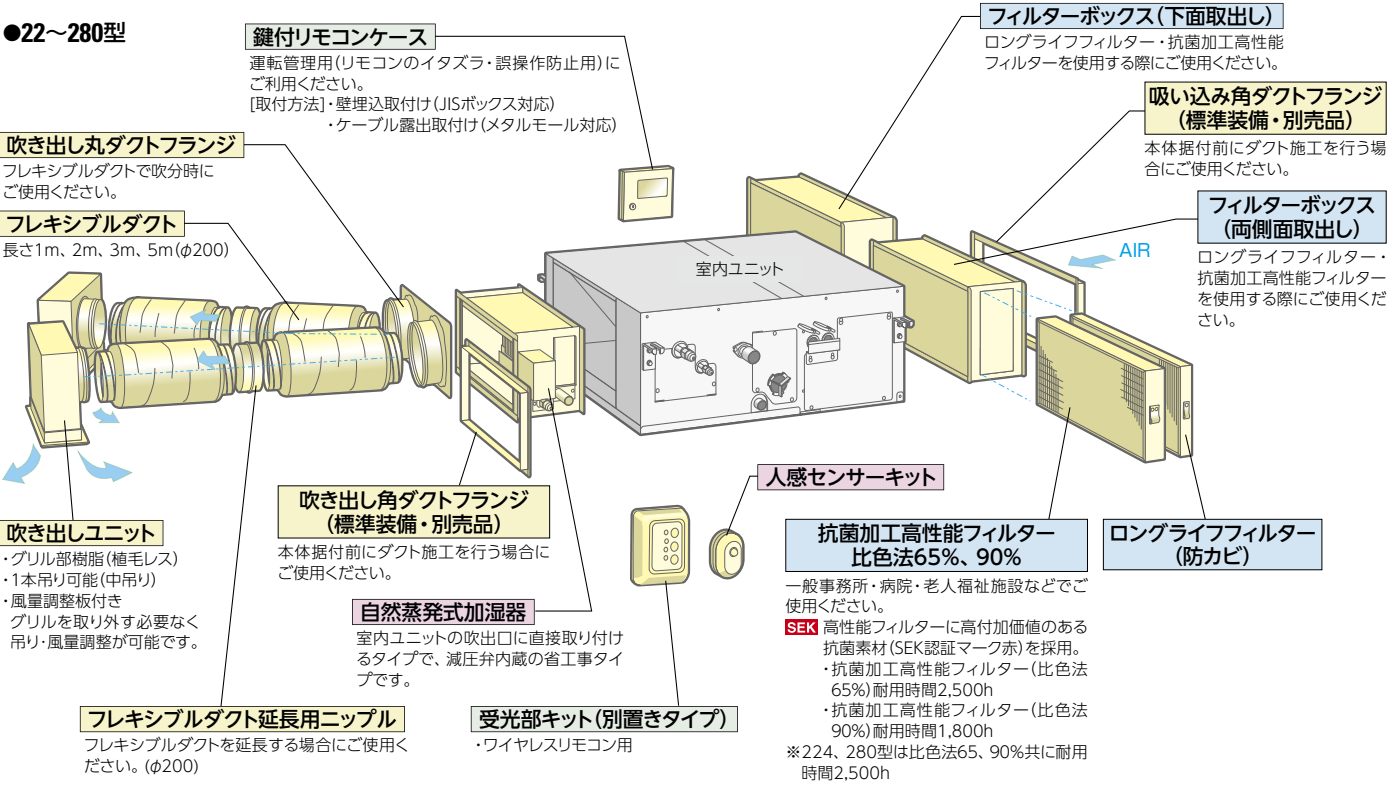 ●22～280型
鍵付リモコンケース
運転管理用(リモコンのイタズラ・誤操作防止用)に
ご利用ください。
[取付方法]・壁埋込取付け(JISボックス対応)
・ケーブル露出取付け(メタルモール対応)
フィルターボックス(下面取出し)
ロングライフフィルター・抗菌加工高性能
フィルターを使用する際にご使用ください。
吸い込み角ダクトフランジ
(標準装備・別売品)
本体据付前にダクト施工を行う場
合にご使用ください。
フィルターボックス
(両側面取出し)
ロングライフフィルター・
抗菌加工高性能フィルター
を使用する際にご使用くだ
さい。
吹き出し丸ダクトフランジ
フレキシブルダクトで吹分時に
ご使用ください。
フレキシブルダクト
長さ1m、2m、3m、5m(φ200)
室内ユニット
AIR
吹き出しユニット
・グリル部樹脂(植毛レス)
・1本吊り可能(中吊り)
・風量調整板付き
グリルを取り外す必要なく
吊り・風量調整が可能です。
吹き出し角ダクトフランジ
(標準装備・別売品)
本体据付前にダクト施工を行う場合に
ご使用ください。
自然蒸発式加湿器
室内ユニットの吹出口に直接取り付け
るタイプで、減圧弁内蔵の省工事タイ
プです。
フレキシブルダクト延長用ニップル
フレキシブルダクトを延長する場合にご使用く
ださい。(φ200)
人感センサーキット
受光部キット(別置きタイプ)
・ワイヤレスリモコン用
抗菌加工高性能フィルター
比色法65%、90%
一般事務所・病院・老人福祉施設などでご
使用ください。
SEK 高性能フィルターに高付加価値のある
抗菌素材(SEK認証マーク赤)を採用。
・抗菌加工高性能フィルター(比色法
65%)耐用時間2,500h
・抗菌加工高性能フィルター(比色法
90%)耐用時間1,800h
※224、280型は比色法65、90%共に耐用
時間2,500h
ロングライフフィルター
(防カビ)